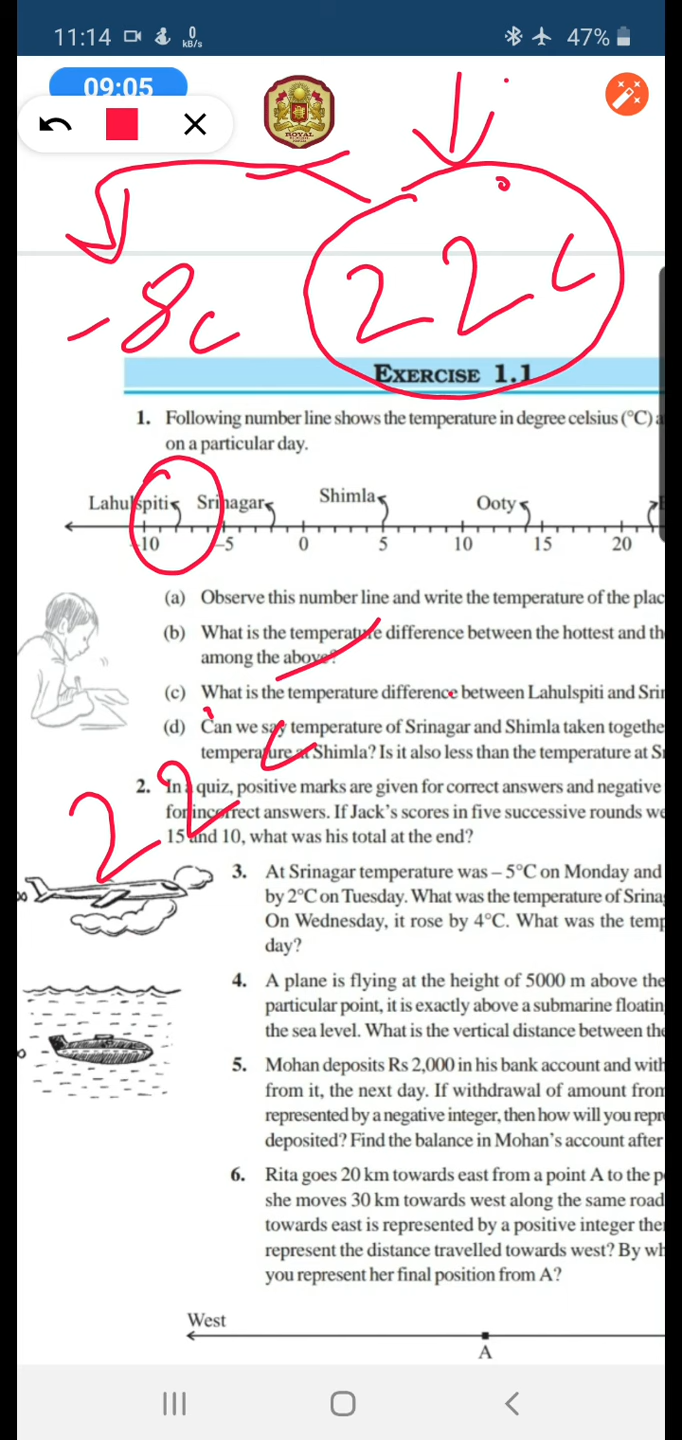 11:14 0 KB/s 47%
09:05
ROYAL
-8c
22 c
EXERCISE 1.1
1. Following number line shows the temperature in degree celsius (°C)
on a particular day.
Lahulspiti Srinagar Shimla Ooty
-10 -5 0 5 10 15 20
(a) Observe this number line and write the temperature of the plac
(b) What is the temperature difference between the hottest and th
among the above?
(c) What is the temperature difference between Lahulspiti and Srin
(d) Can we say temperature of Srinagar and Shimla taken togethe
temperature at Shimla? Is it also less than the temperature at S
22 c
2. In a quiz, positive marks are given for correct answers and negative
for incorrect answers. If Jack's scores in five successive rounds we
15 and 10, what was his total at the end?
3. At Srinagar temperature was – 5°C on Monday and
by 2°C on Tuesday. What was the temperature of Srinag
On Wednesday, it rose by 4°C. What was the temp
day?
4. A plane is flying at the height of 5000 m above the
particular point, it is exactly above a submarine floatin
the sea level. What is the vertical distance between the
5. Mohan deposits Rs 2,000 in his bank account and with
from it, the next day. If withdrawal of amount from
represented by a negative integer, then how will you repr
deposited? Find the balance in Mohan's account after
6. Rita goes 20 km towards east from a point A to the p
she moves 30 km towards west along the same road
towards east is represented by a positive integer the
represent the distance travelled towards west? By wh
you represent her final position from A?
West
A